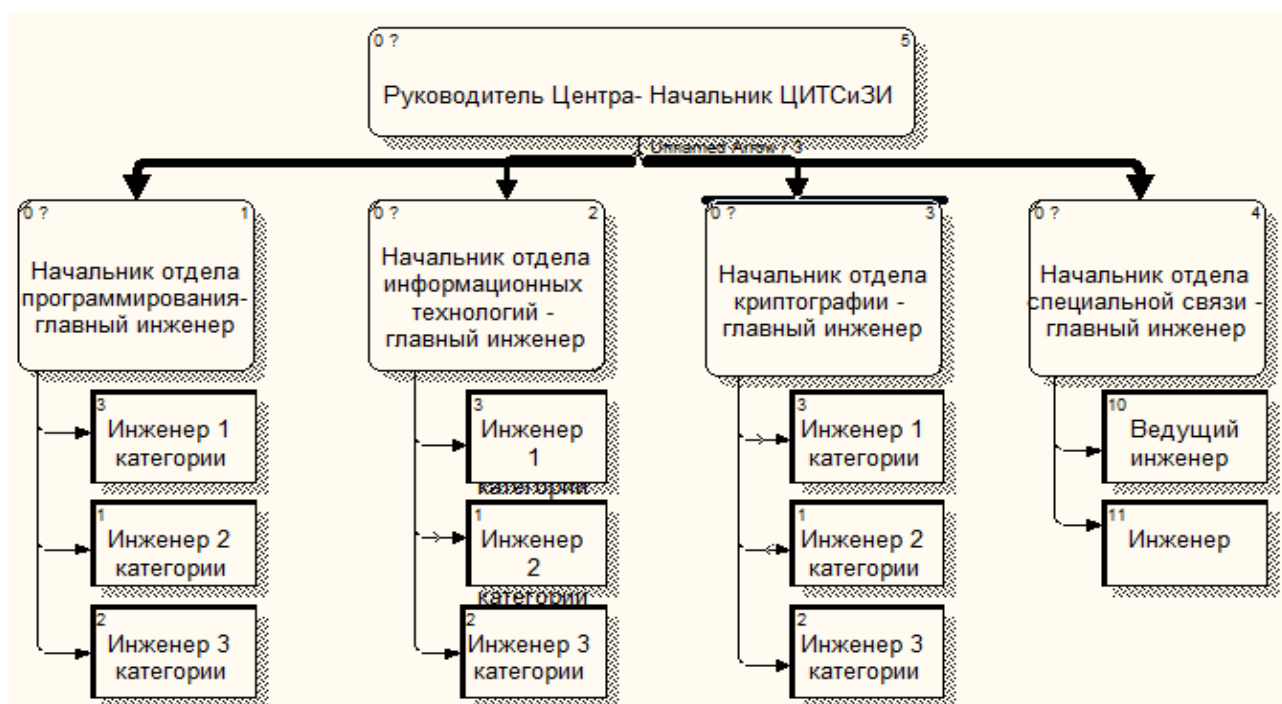 0 ? 5
Руководитель Центра- Начальник ЦИТСиЗИ
Unnamed Arrow / 3
0 ? 1
Начальник отдела
программирования-
главный инженер
0 ? 2
Начальник отдела
информационных
технологий -
главный инженер
0 ? 3
Начальник отдела
криптографии -
главный инженер
0 ? 4
Начальник отдела
специальной связи -
главный инженер
3
Инженер 1
категории
1
Инженер 2
категории
2
Инженер 3
категории
3
Инженер
1
категории
1
Инженер
2
категории
2
Инженер 3
категории
3
Инженер 1
категории
1
Инженер 2
категории
2
Инженер 3
категории
10
Ведущий
инженер
11
Инженер